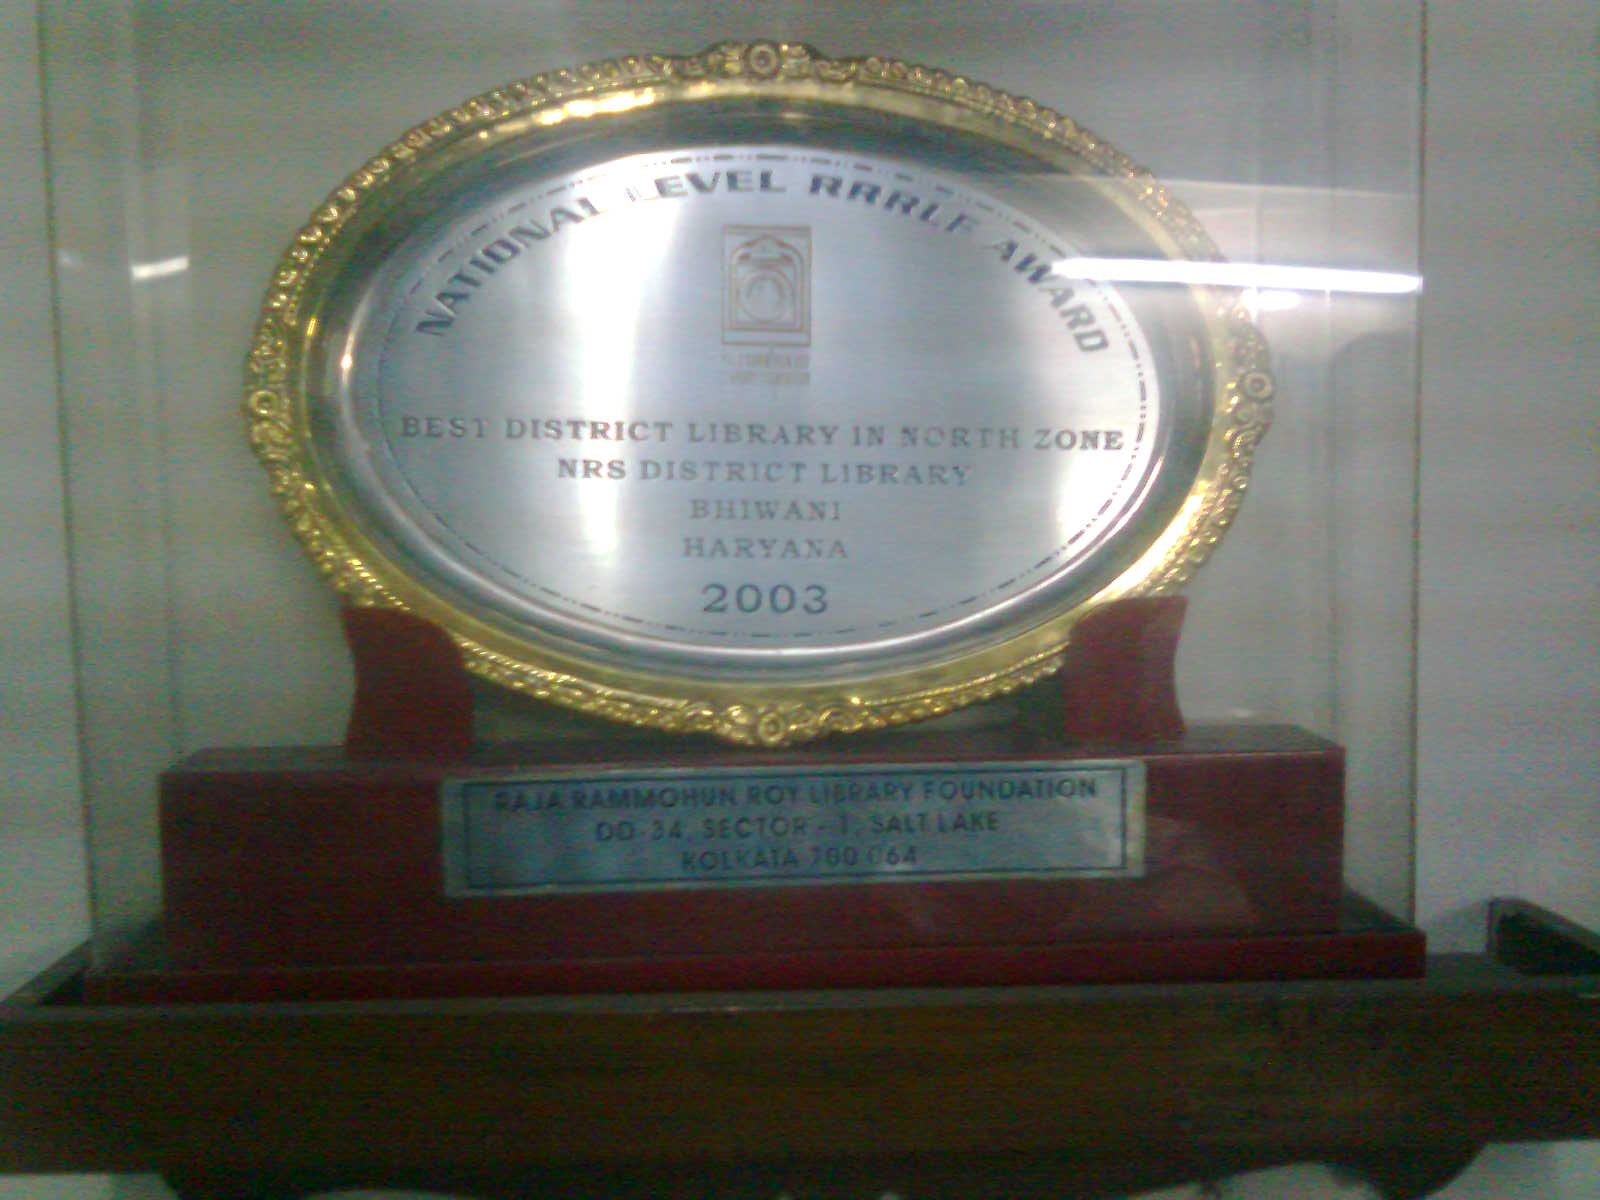 NATIONAL LEVEL RRRLF AWARD
BEST DISTRICT LIBRARY IN NORTH ZONE
NRS DISTRICT LIBRARY
BHIWANI
HARYANA
2003
RAJA RAMMOHUN ROY LIBRARY FOUNDATION
DD-34, SECTOR - 1, SALT LAKE
KOLKATA 700 064